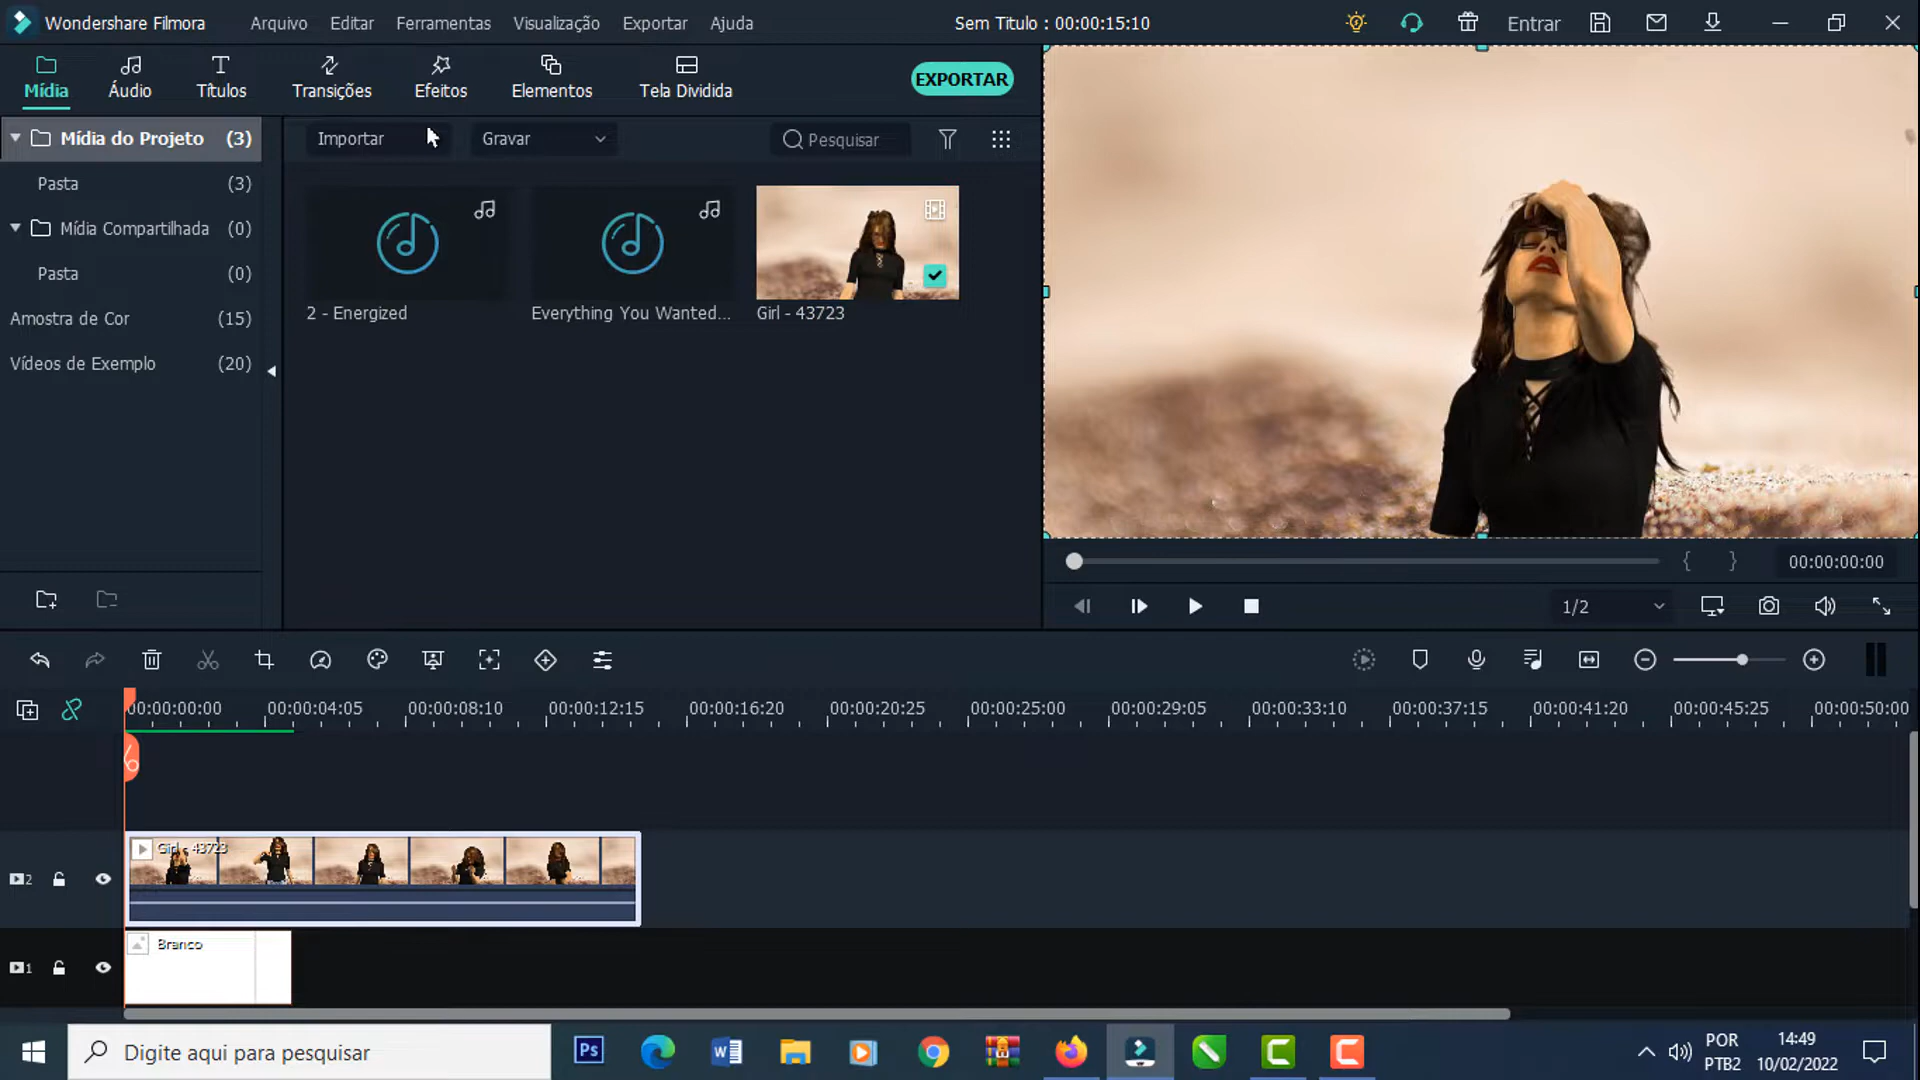 Wondershare Filmora Arquivo Editar Ferramentas Visualização Exportar Ajuda Sem Titulo : 00:00:15:10 Entrar
Mídia Áudio Títulos Transições Efeitos Elementos Tela Dividida EXPORTAR
Mídia do Projeto (3)
Pasta (3)
Mídia Compartilhada (0)
Pasta (0)
Amostra de Cor (15)
Vídeos de Exemplo (20)
Importar Gravar Pesquisar
2 - Energized Everything You Wanted... Girl - 43723
{ } 00:00:00:00
1/2
00:00:00:00 00:00:04:05 00:00:08:10 00:00:12:15 00:00:16:20 00:00:20:25 00:00:25:00 00:00:29:05 00:00:33:10 00:00:37:15 00:00:41:20 00:00:45:25 00:00:50:00
Girl - 43723
2
Branco
1
Digite aqui para pesquisar
Ps
POR
PTB2
14:49
10/02/2022